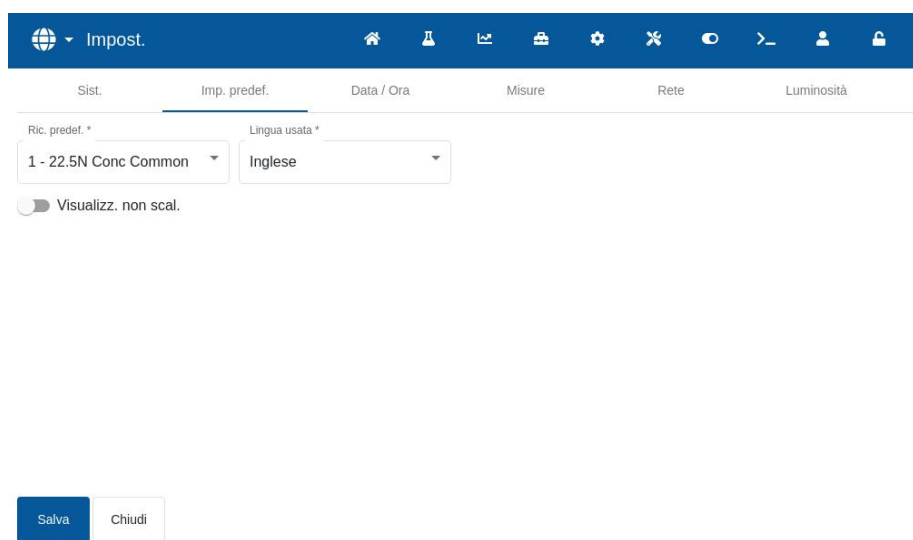 Impost.
Sist. Imp. predef. Data / Ora Misure Rete Luminosità
Ric. predef. * Lingua usata *
1 - 22.5N Conc Common Inglese
Visualizz. non scal.
Salva Chiudi